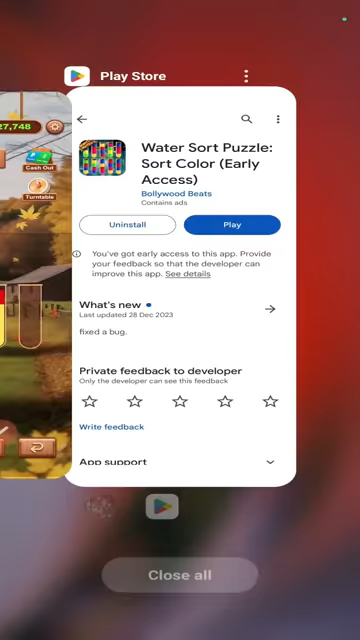 Play Store
27,748
Cash Out
Turntable
Water Sort Puzzle:
Sort Color (Early
Access)
Bollywood Beats
Contains ads
Uninstall
Play
You've got early access to this app. Provide
your feedback so that the developer can
improve this app. See details
What's new
Last updated 28 Dec 2023
fixed a bug.
Private feedback to developer
Only the developer can see this feedback
Write feedback
App support
Close all